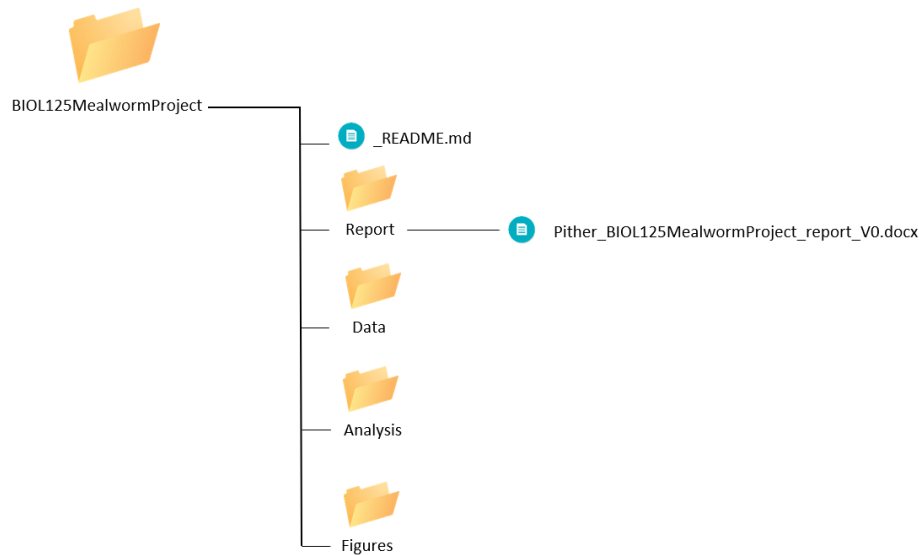 BIOL125MealwormProject
_README.md
Report
Pither_BIOL125MealwormProject_report_V0.docx
Data
Analysis
Figures